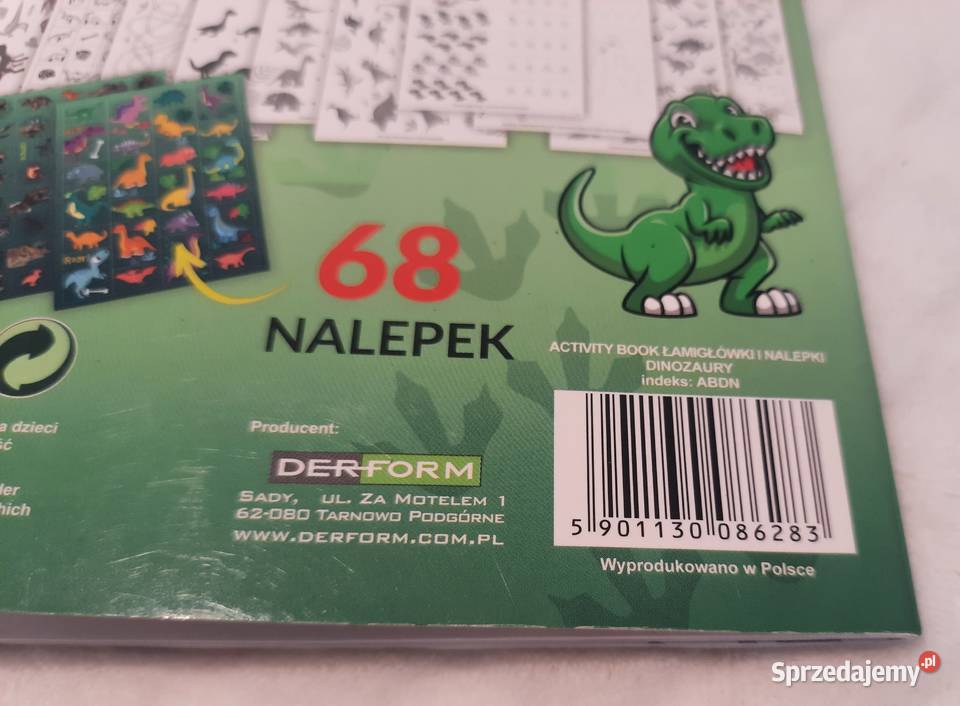 68
NALEPEK
ACTIVITY BOOK ŁAMIGŁÓWKI I NALEPKI
DINOZAURY
indeks: ABDN
a dzieci
ść
der
hich
Producent:
DERFORM
SADY, UL. ZA MOTELEM 1
62-080 TARNOWO PODGÓRNE
WWW.DERFORM.COM.PL
5 901130 086283
Wyprodukowano w Polsce
Sprzedajemy.pl